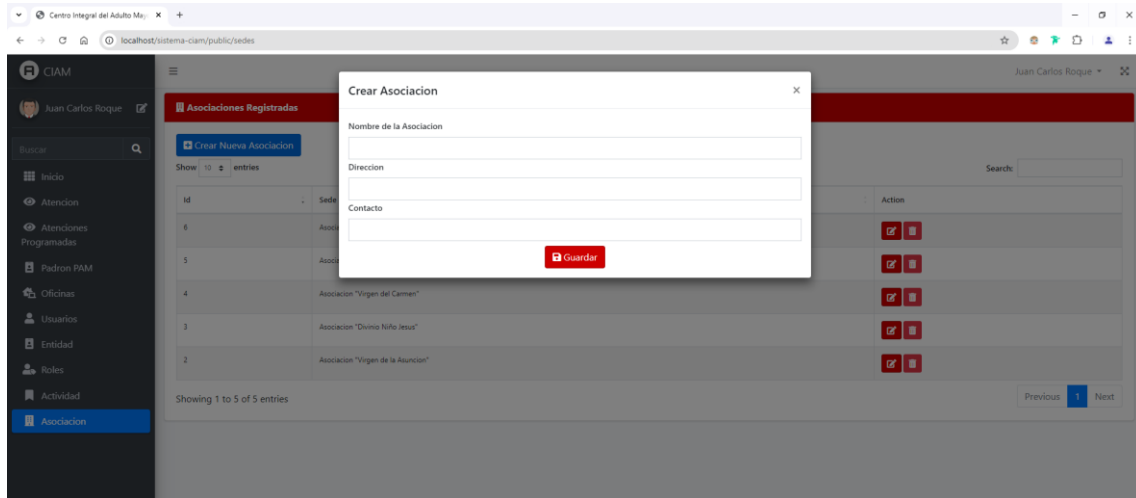 Centro Integral del Adulto May
localhost/sistema-ciam/public/sedes
CIAM
Juan Carlos Roque
Juan Carlos Roque
Buscar
Inicio
Atencion
Atenciones
Programadas
Padron PAM
Oficinas
Usuarios
Entidad
Roles
Actividad
Asociacion
Asociaciones Registradas
Crear Nueva Asociacion
Show 10 entries
Search:
Id Sede Action
6 Asocia
5 Asocia
4 Asociacion "Virgen del Carmen"
3 Asociacion "Divinio Niño Jesus"
2 Asociacion "Virgen de la Asuncion"
Showing 1 to 5 of 5 entries
Previous 1 Next
Crear Asociacion ×
Nombre de la Asociacion
Direccion
Contacto
Guardar